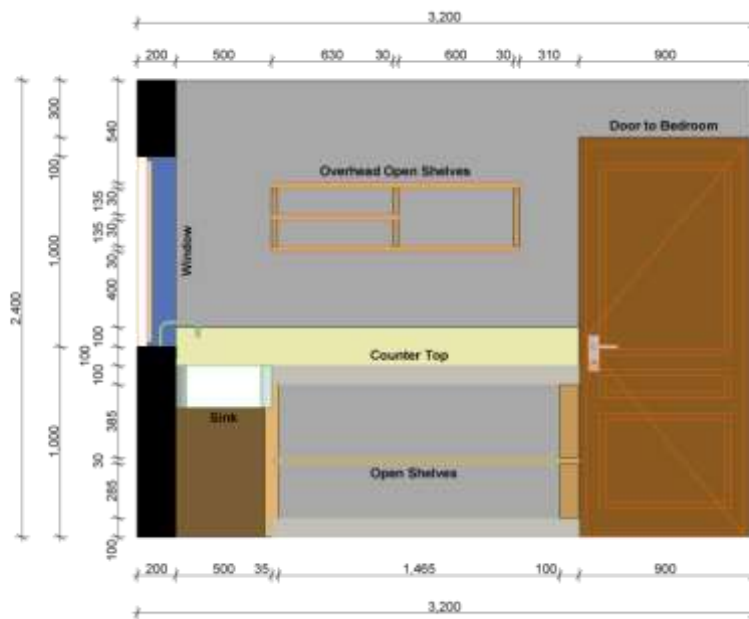 3,200
200 500 630 30 600 30 310 900
300
100
1,000
1,000
2,400
540
30
135
30
135
30
400
100
100
100
385
30
285
100
Door to Bedroom
Overhead Open Shelves
Window
Counter Top
Sink
Open Shelves
200 500 35 1,465 100 900
3,200